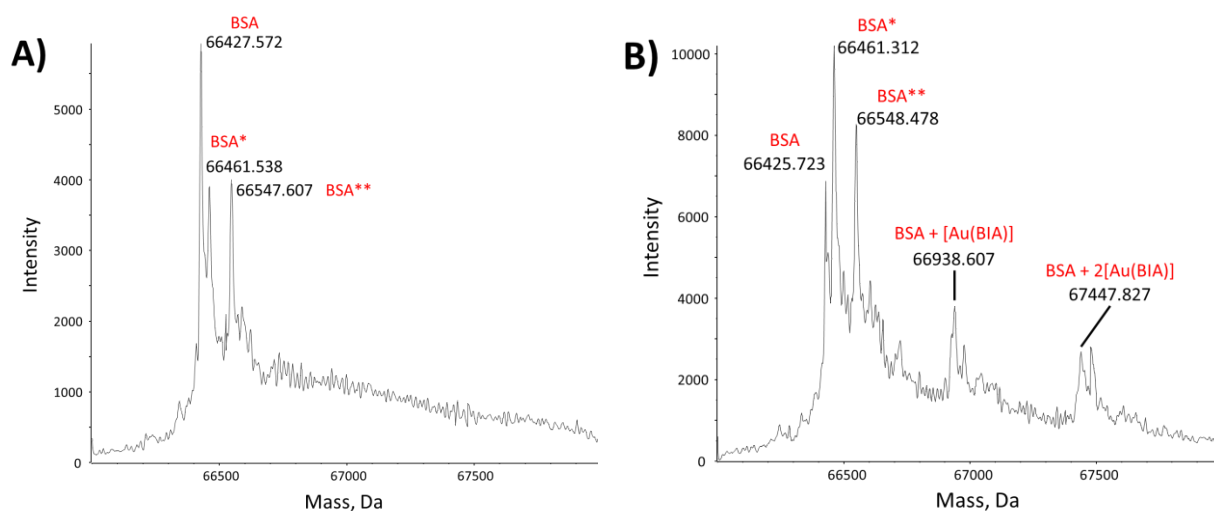 A)
BSA
66427.572
BSA*
66461.538
66547.607 BSA**
5000
4000
3000
2000
1000
0
Intensity
66500 67000 67500
Mass, Da
B)
BSA*
66461.312
BSA**
66548.478
BSA
66425.723
BSA + [Au(BIA)]
66938.607
BSA + 2[Au(BIA)]
67447.827
10000
8000
6000
4000
2000
0
Intensity
66500 67000 67500
Mass, Da